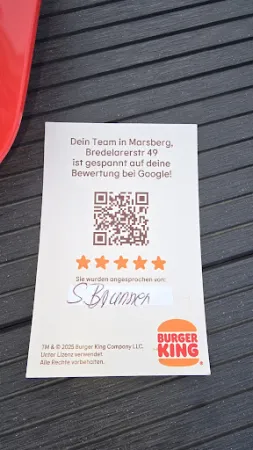 Dein Team in Marsberg,
Bredelarerstr 49
ist gespannt auf deine
Bewertung bei Google!
Sie wurden angesprochen von:
S. Brunner
BURGER
KING
TM & © 2025 Burger King Company LLC.
Unter Lizenz verwendet.
Alle Rechte vorbehalten.